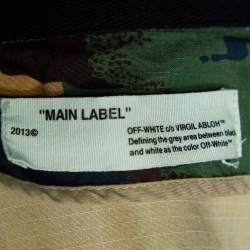 "MAIN LABEL"
2013©
OFF-WHITE c/o VIRGIL ABLOH™
Defining the grey area between black
and white as the color Off-White™